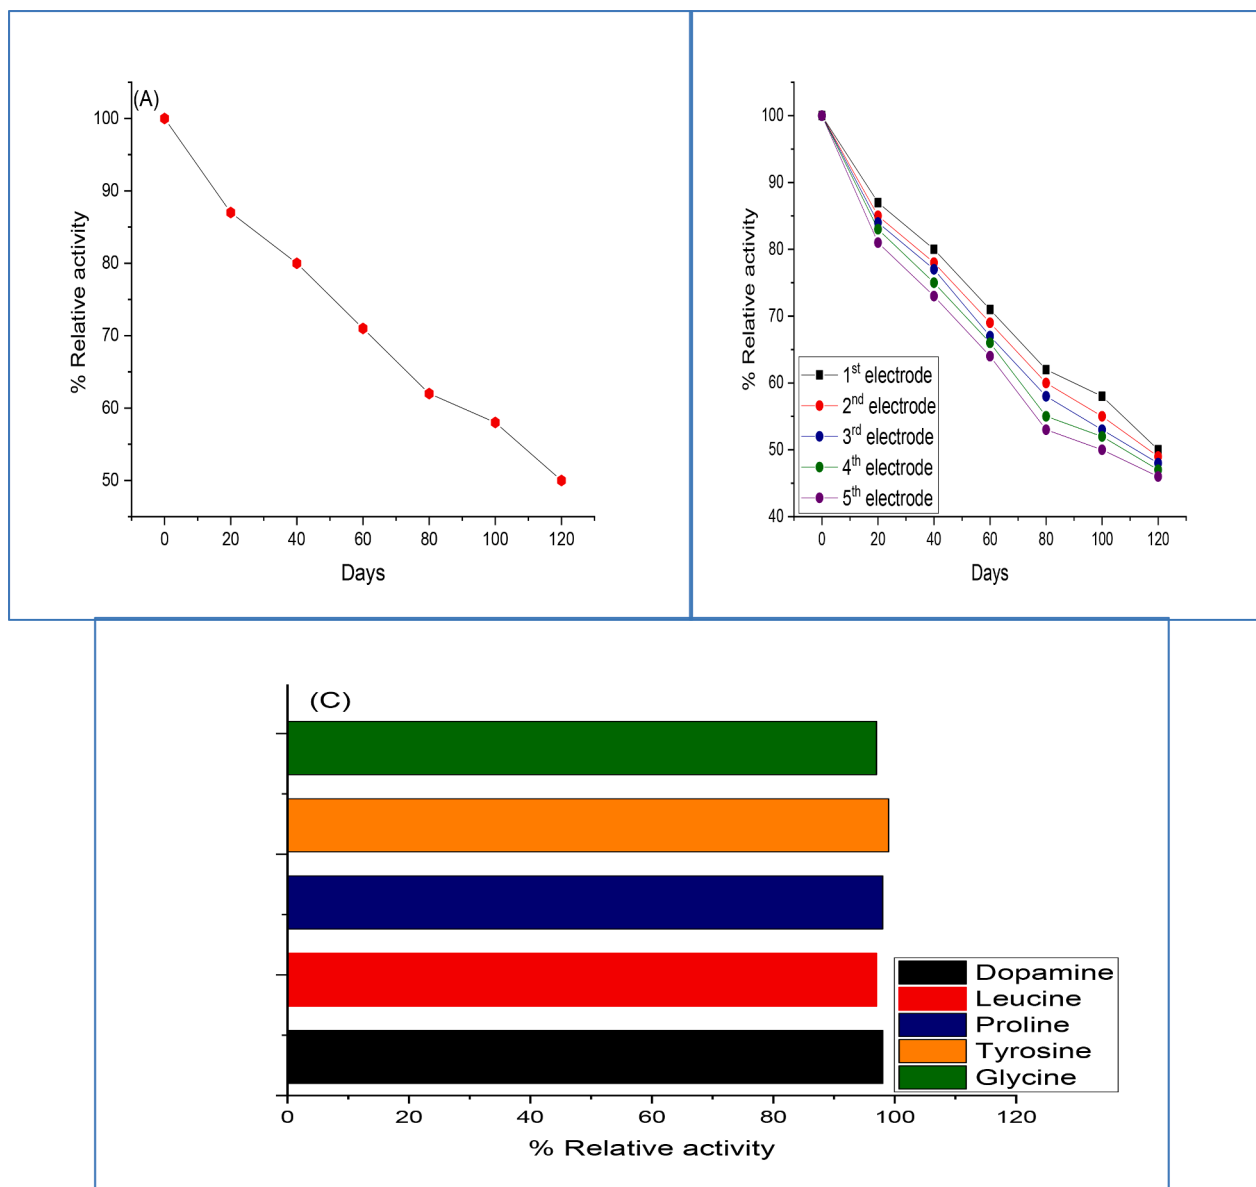 (A)
100
90
80
70
60
50
% Relative activity
0 20 40 60 80 100 120
Days
100
90
80
70
60
50
40
% Relative activity
1st electrode
2nd electrode
3rd electrode
4th electrode
5th electrode
0 20 40 60 80 100 120
Days
(C)
Dopamine
Leucine
Proline
Tyrosine
Glycine
0 20 40 60 80 100 120
% Relative activity